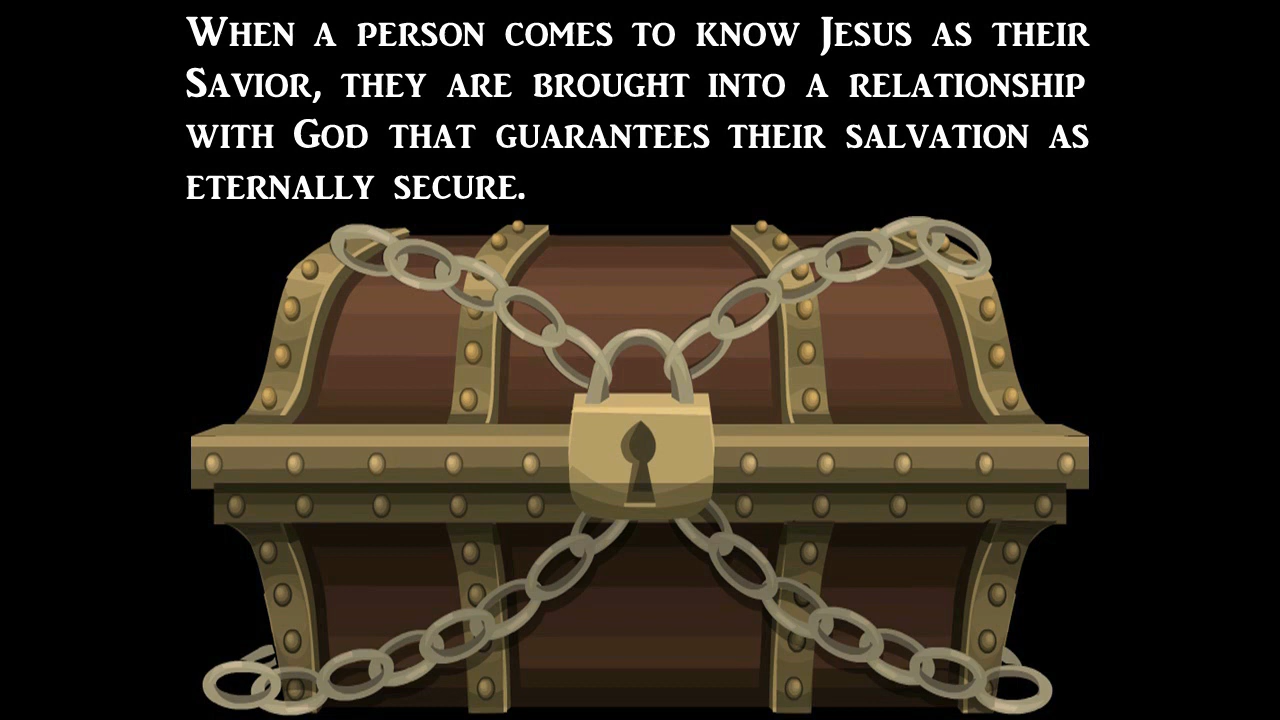 When a person comes to know Jesus as their
Savior, they are brought into a relationship
with God that guarantees their salvation as
eternally secure.